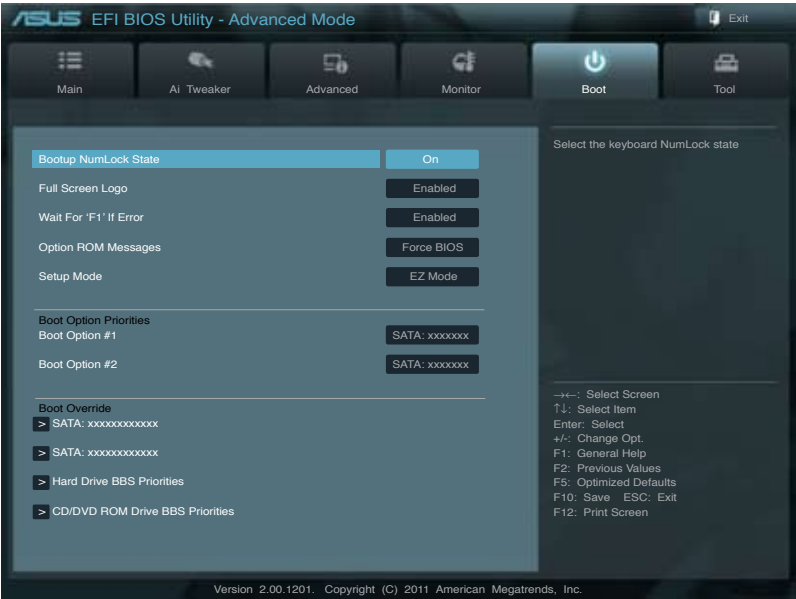 ASUS EFI BIOS Utility - Advanced Mode
Exit
Main
Ai Tweaker
Advanced
Monitor
Boot
Tool
Bootup NumLock State
On
Full Screen Logo
Enabled
Wait For ‘F1’ If Error
Enabled
Option ROM Messages
Force BIOS
Setup Mode
EZ Mode
Boot Option Priorities
Boot Option #1
SATA: xxxxxxx
Boot Option #2
SATA: xxxxxxx
Boot Override
> SATA: xxxxxxxxxxxx
> SATA: xxxxxxxxxxxx
> Hard Drive BBS Priorities
> CD/DVD ROM Drive BBS Priorities
Select the keyboard NumLock state
→←: Select Screen
↑↓: Select Item
Enter: Select
+/-: Change Opt.
F1: General Help
F2: Previous Values
F5: Optimized Defaults
F10: Save ESC: Exit
F12: Print Screen
Version 2.00.1201. Copyright (C) 2011 American Megatrends, Inc.